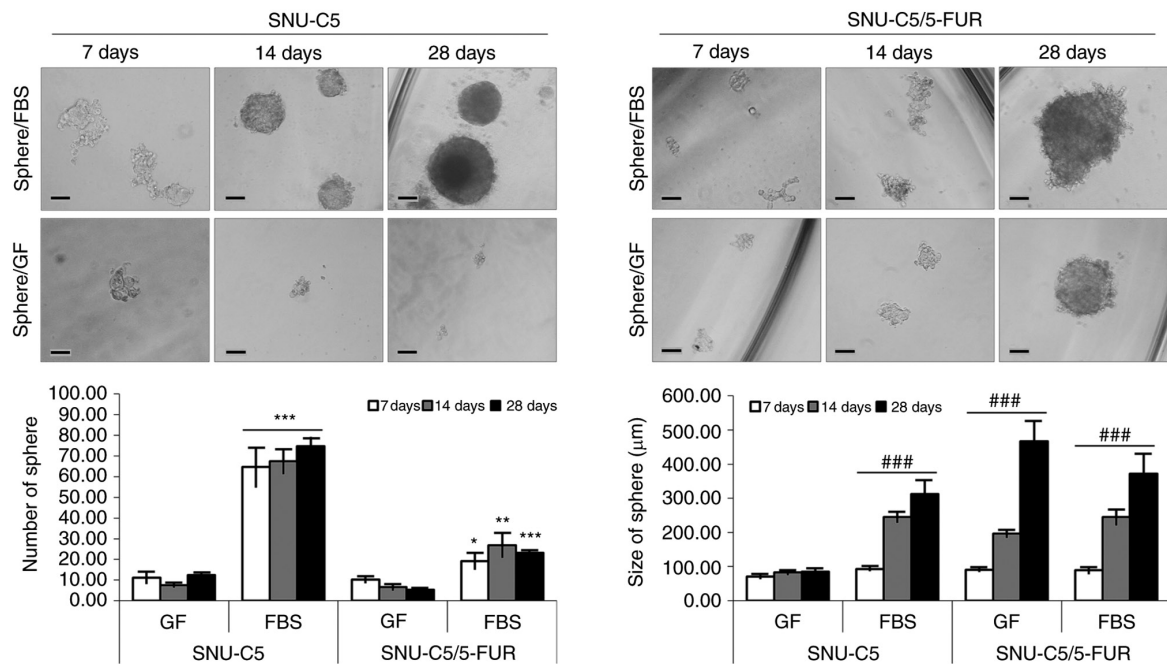 SNU-C5
7 days 14 days 28 days
Sphere/FBS
Sphere/GF
SNU-C5/5-FUR
7 days 14 days 28 days
Sphere/FBS
Sphere/GF
Number of sphere
100.00
90.00
80.00
70.00
60.00
50.00
40.00
30.00
20.00
10.00
0.00
7 days 14 days 28 days
***
* ** ***
GF FBS GF FBS
SNU-C5 SNU-C5/5-FUR
Size of sphere (μm)
600.00
500.00
400.00
300.00
200.00
100.00
0.00
7 days 14 days 28 days
###
###
###
GF FBS GF FBS
SNU-C5 SNU-C5/5-FUR